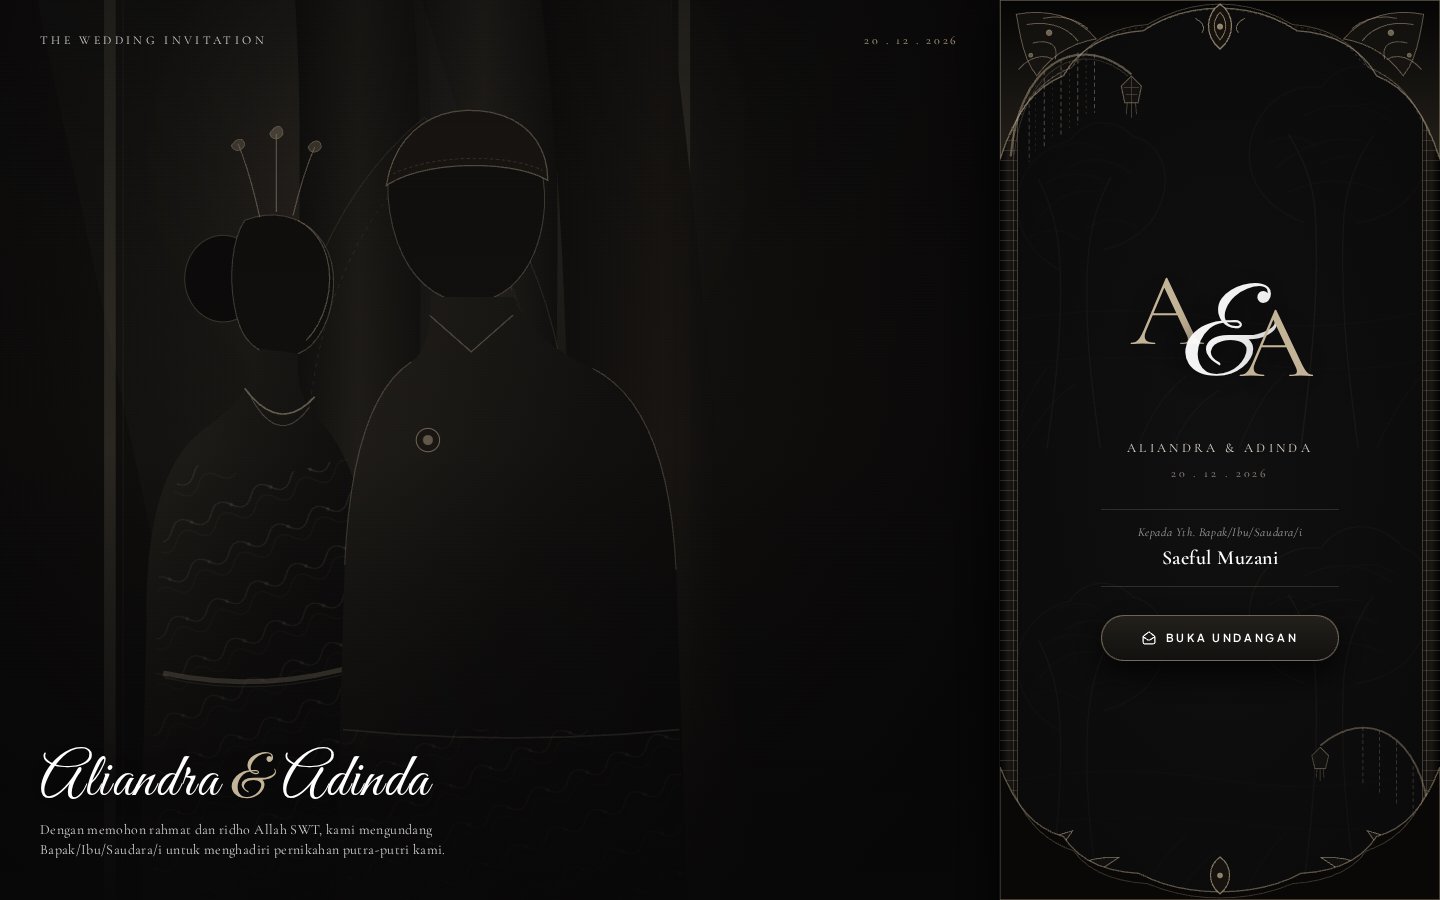 THE WEDDING INVITATION
20 . 12 . 2026
Aliandra & Adinda
Dengan memohon rahmat dan ridho Allah SWT, kami mengundang
Bapak/Ibu/Saudara/i untuk menghadiri pernikahan putra-putri kami.
A&A
ALIANDRA & ADINDA
20 . 12 . 2026
Kepada Yth. Bapak/Ibu/Saudara/i
Saeful Muzani
BUKA UNDANGAN